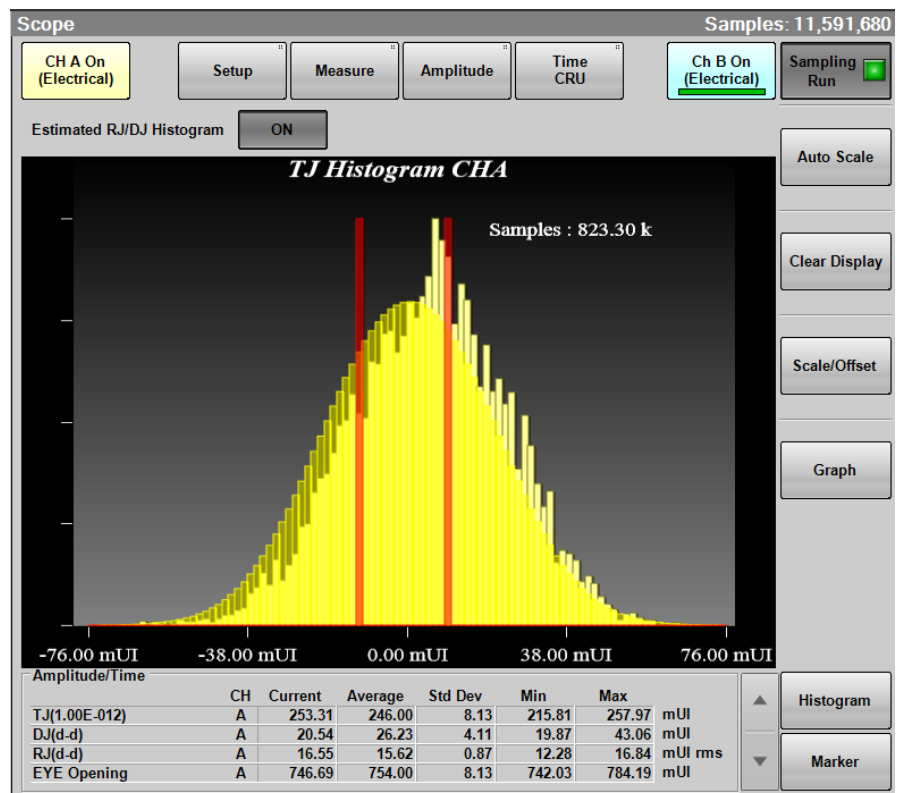 Scope Samples: 11,591,680
CH A On (Electrical) Setup Measure Amplitude Time CRU Ch B On (Electrical) Sampling Run
Estimated RJ/DJ Histogram ON
Auto Scale
TJ Histogram CHA
Samples : 823.30 k
Clear Display
Scale/Offset
Graph
-76.00 mUI -38.00 mUI 0.00 mUI 38.00 mUI 76.00 mUI
Amplitude/Time
CH Current Average Std Dev Min Max
TJ(1.00E-012) A 253.31 246.00 8.13 215.81 257.97 mUI
DJ(d-d) A 20.54 26.23 4.11 19.87 43.06 mUI
RJ(d-d) A 16.55 15.62 0.87 12.28 16.84 mUI rms
EYE Opening A 746.69 754.00 8.13 742.03 784.19 mUI
Histogram
Marker